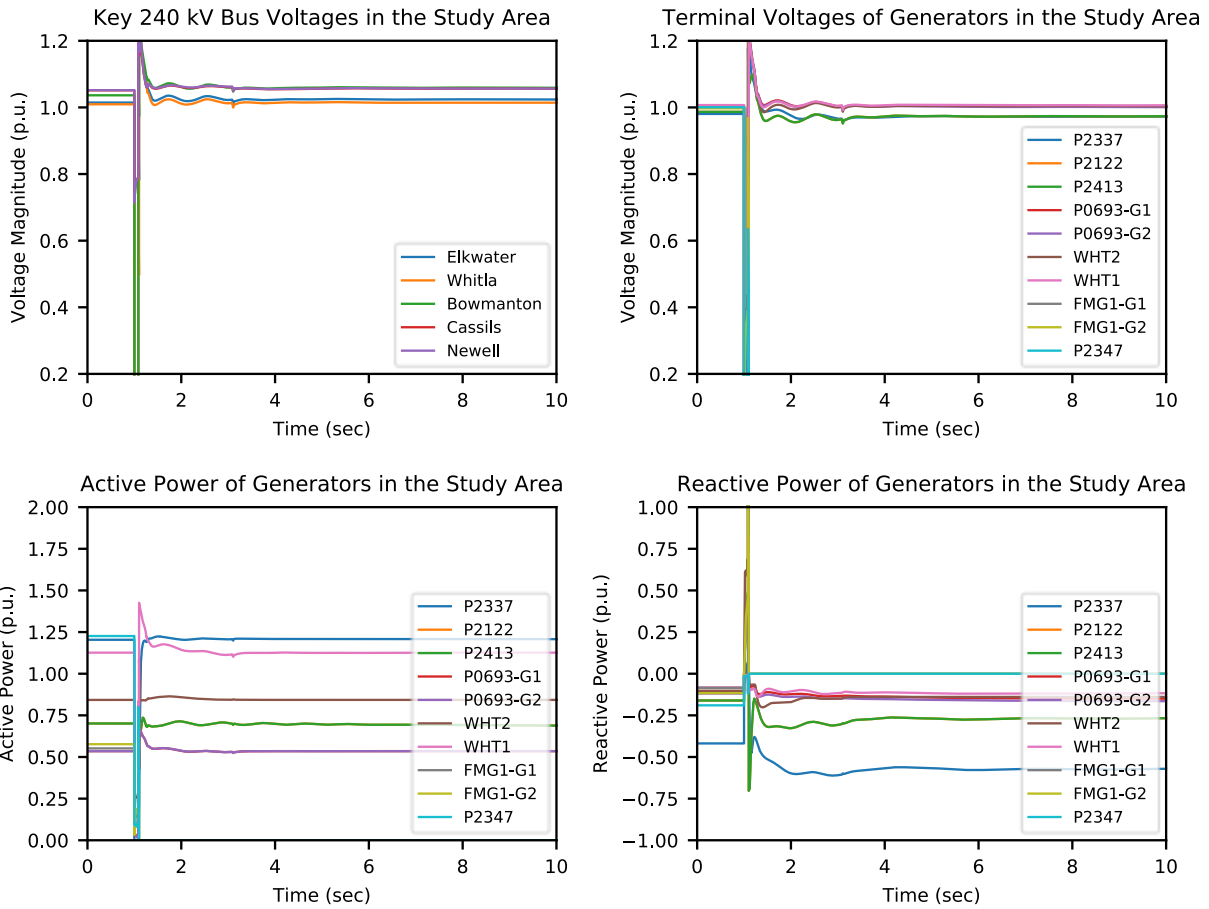 Key 240 kV Bus Voltages in the Study Area
Voltage Magnitude (p.u.)
1.2
1.0
0.8
0.6
0.4
0.2
Elkwater
Whitla
Bowmanton
Cassils
Newell
0 2 4 6 8 10
Time (sec)
Terminal Voltages of Generators in the Study Area
Voltage Magnitude (p.u.)
1.2
1.0
0.8
0.6
0.4
0.2
P2337
P2122
P2413
P0693-G1
P0693-G2
WHT2
WHT1
FMG1-G1
FMG1-G2
P2347
0 2 4 6 8 10
Time (sec)
Active Power of Generators in the Study Area
Active Power (p.u.)
2.00
1.75
1.50
1.25
1.00
0.75
0.50
0.25
0.00
P2337
P2122
P2413
P0693-G1
P0693-G2
WHT2
WHT1
FMG1-G1
FMG1-G2
P2347
0 2 4 6 8 10
Time (sec)
Reactive Power of Generators in the Study Area
Reactive Power (p.u.)
1.00
0.75
0.50
0.25
0.00
−0.25
−0.50
−0.75
−1.00
P2337
P2122
P2413
P0693-G1
P0693-G2
WHT2
WHT1
FMG1-G1
FMG1-G2
P2347
0 2 4 6 8 10
Time (sec)